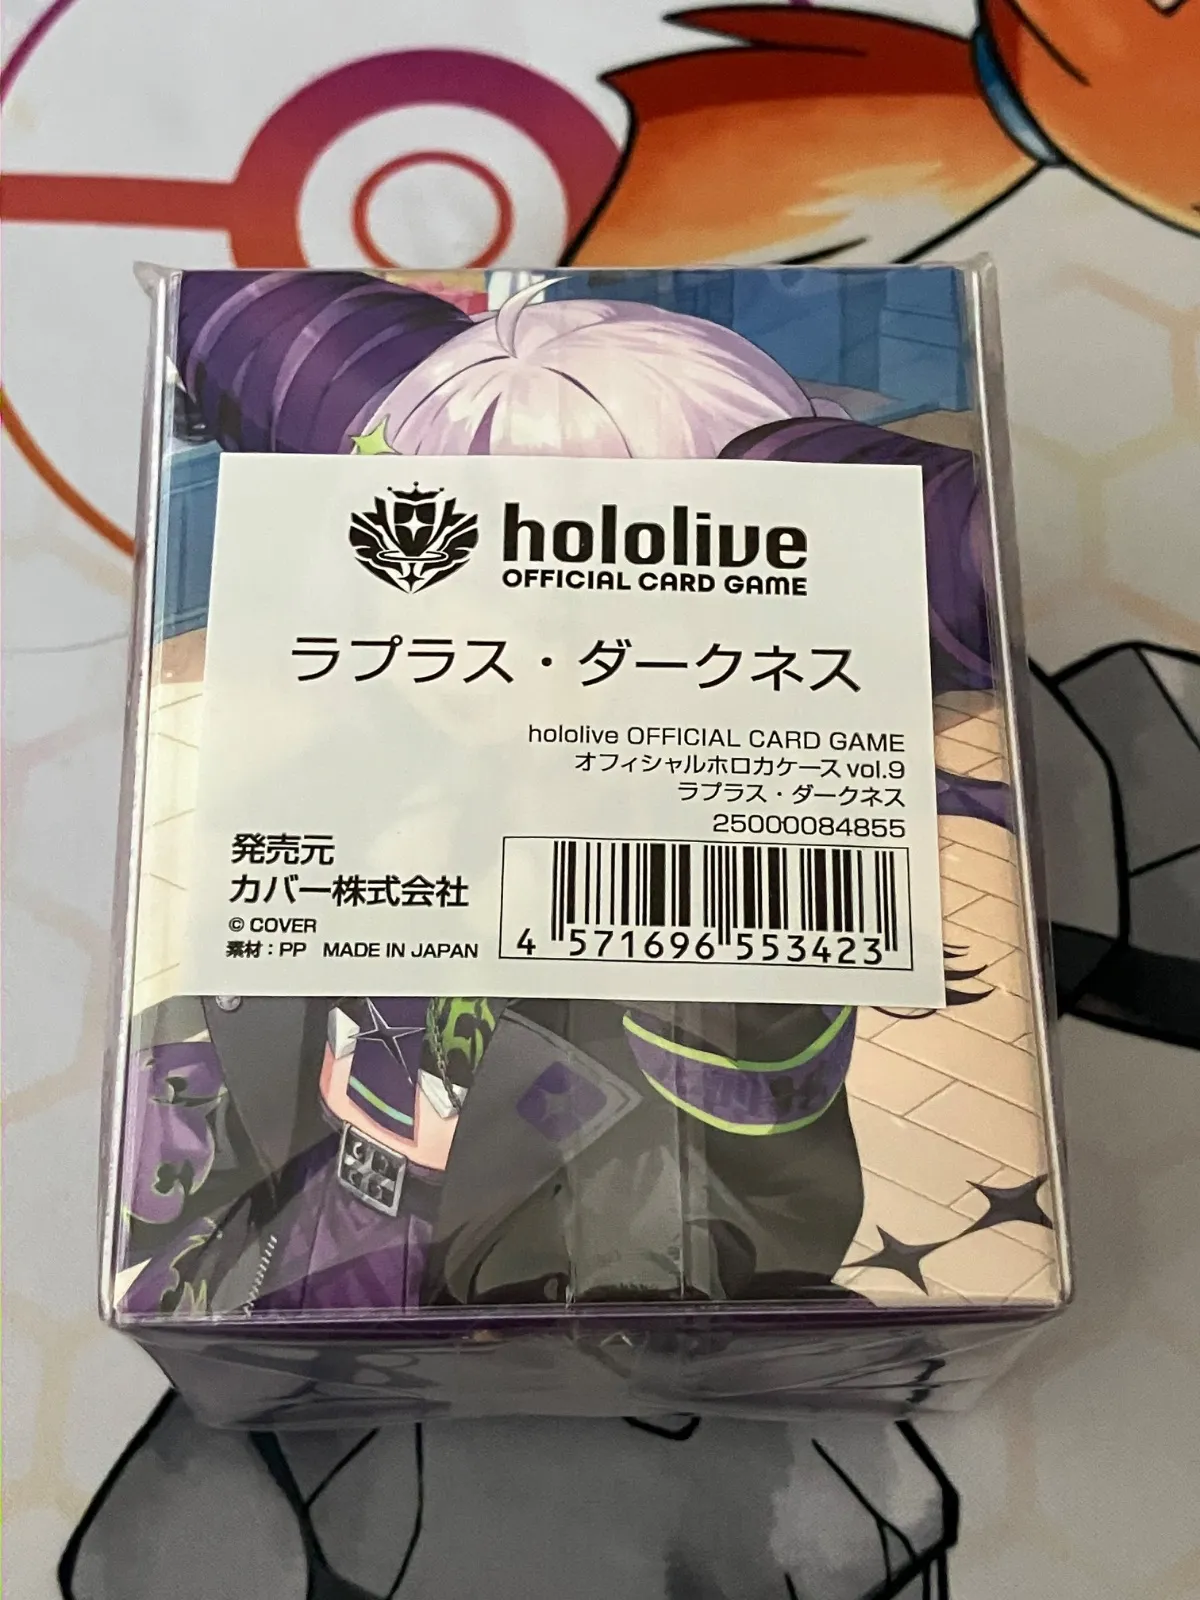 hololive
OFFICIAL CARD GAME
ラプラス・ダークネス
hololive OFFICIAL CARD GAME
オフィシャルホロカケース vol.9
ラプラス・ダークネス
25000084855
発売元
カバー株式会社
© COVER
素材：PP MADE IN JAPAN
4 571696 553423